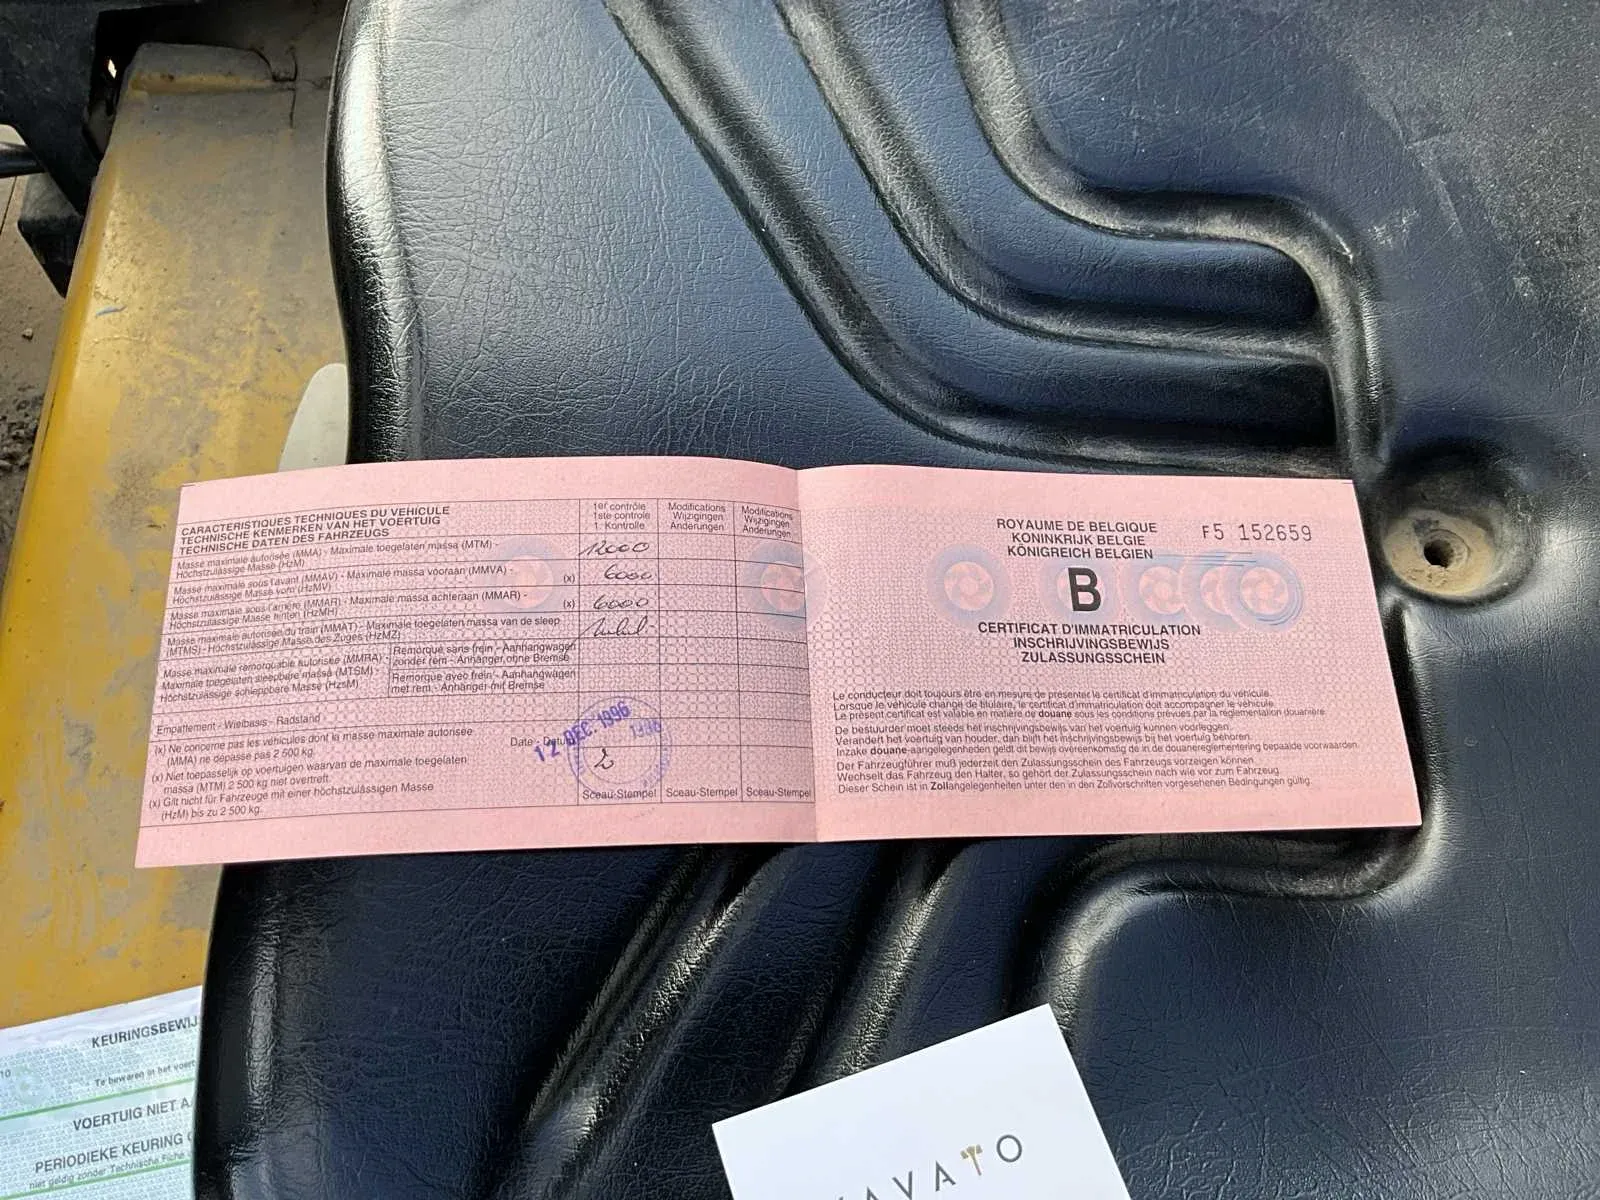 CARACTERISTIQUES TECHNIQUES DU VEHICULE
TECHNISCHE KENMERKEN VAN HET VOERTUIG
TECHNISCHE DATEN DES FAHRZEUGS
1er contrôle
1ste controle
1. Kontrolle
Modifications
Wijzigingen
Änderungen
Modifications
Wijzigingen
Änderungen
Masse maximale autorisée (MMA) - Maximale toegelaten massa (MTM) -
Höchstzulässige Masse (HzM)
12000
Masse maximale sous l'avant (MMAV) - Maximale massa vooraan (MMVA) -
Höchstzulässige Masse vorn (HzMV)
(x)
6000
Masse maximale sous l'arrière (MMAR) - Maximale massa achteraan (MMAR) -
Höchstzulässige Masse hinten (HzMH)
(x)
6000
Masse maximale autorisée du train (MMAT) - Maximale toegelaten massa van de sleep
(MTMS) - Höchstzulässige Masse des Zuges (HzMZ)
Masse maximale remorquable autorisée (MMRA) -
Maximale toegelaten sleepbare massa (MTSM) -
Höchstzulässige schleppbare Masse (HzsM)
Remorque sans frein - Aanhangwagen
zonder rem - Anhänger ohne Bremse
Remorque avec frein - Aanhangwagen
met rem - Anhänger mit Bremse
Empattement - Wielbasis - Radstand
(x) Ne concerne pas les véhicules dont la masse maximale autorisée
(MMA) ne dépasse pas 2 500 kg.
(x) Niet toepasselijk op voertuigen waarvan de maximale toegelaten
massa (MTM) 2 500 kg niet overtreft.
(x) Gilt nicht für Fahrzeuge mit einer höchstzulässigen Masse
(HzM) bis zu 2 500 kg.
Date - Datum
12 DEC 1996
1996
2
Sceau-Stempel
Sceau-Stempel
Sceau-Stempel
ROYAUME DE BELGIQUE
KONINKRIJK BELGIE
KÖNIGREICH BELGIEN
F5 152659
B
CERTIFICAT D'IMMATRICULATION
INSCHRIJVINGSBEWIJS
ZULASSUNGSSCHEIN
Le conducteur doit toujours être en mesure de présenter le certificat d'immatriculation du véhicule.
Lorsque le véhicule change de titulaire, le certificat d'immatriculation doit accompagner le véhicule.
Le présent certificat est valable en matière de douane sous les conditions prévues par la réglementation douanière.
De bestuurder moet steeds het inschrijvingsbewijs van het voertuig kunnen voorleggen.
Verandert het voertuig van houder, dan blijft het inschrijvingsbewijs bij het voertuig behoren.
Inzake douane-aangelegenheden geldt dit bewijs overeenkomstig de in de douanereglementering bepaalde voorwaarden.
Der Fahrzeugführer muß jederzeit den Zulassungsschein des Fahrzeugs vorzeigen können.
Wechselt das Fahrzeug den Halter, so gehört der Zulassungsschein nach wie vor zum Fahrzeug.
Dieser Schein ist in Zollangelegenheiten unter den in den Zollvorschriften vorgesehenen Bedingungen gültig.
KEURINGSBEWIJ
10
Te bewaren in het voert
VOERTUIG NIET A
PERIODIEKE KEURING
niet geldig zonder Technische Fiche
AVATO